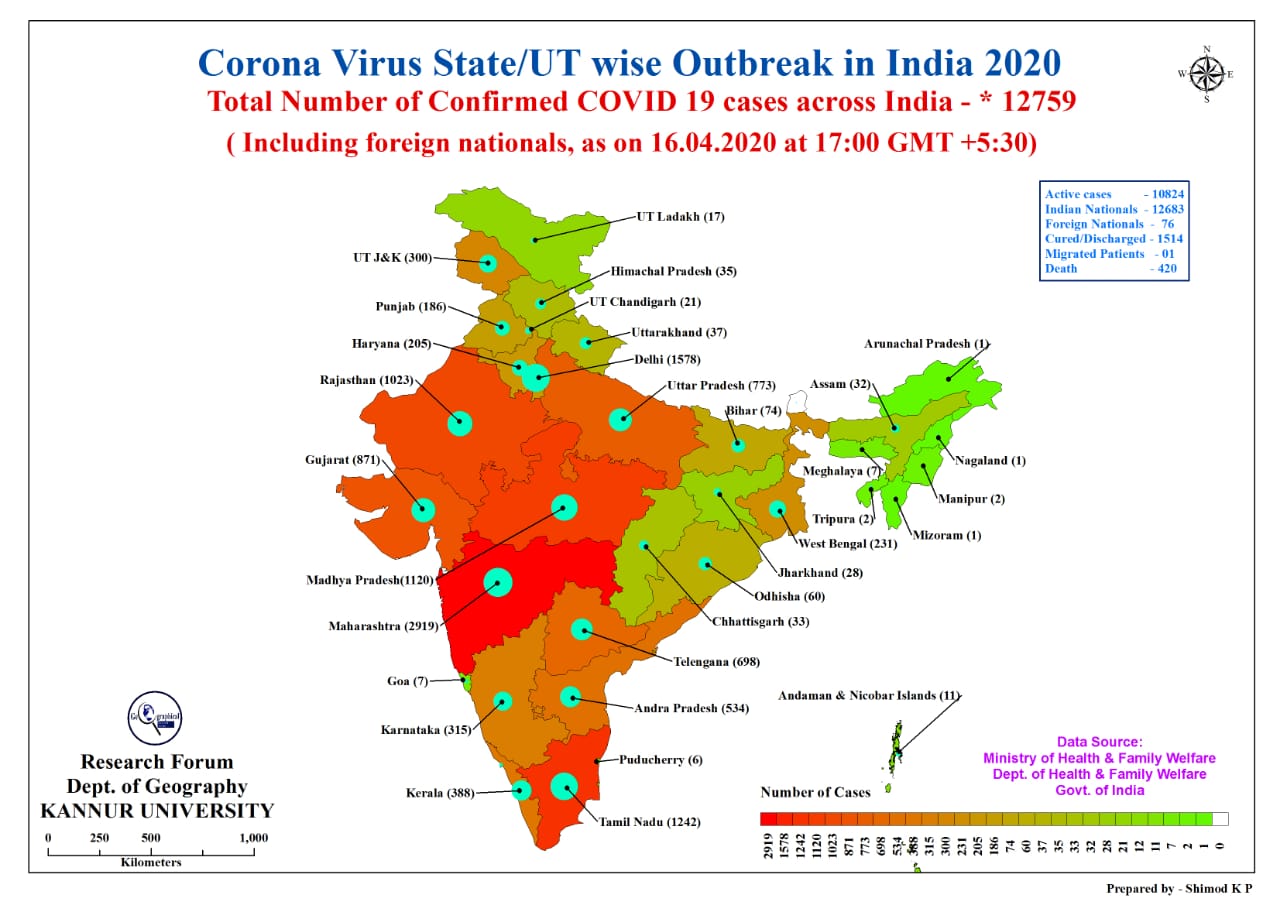 Corona Virus State/UT wise Outbreak in India 2020
Total Number of Confirmed COVID 19 cases across India - * 12759
( Including foreign nationals, as on 16.04.2020 at 17:00 GMT +5:30)
N
W E
S
Active cases - 10824
Indian Nationals - 12683
Foreign Nationals - 76
Cured/Discharged - 1514
Migrated Patients - 01
Death - 420
UT Ladakh (17)
UT J&K (300)
Himachal Pradesh (35)
UT Chandigarh (21)
Punjab (186)
Uttarakhand (37)
Haryana (205)
Delhi (1578)
Arunachal Pradesh (1)
Rajasthan (1023)
Uttar Pradesh (773)
Assam (32)
Bihar (74)
Gujarat (871)
Nagaland (1)
Meghalaya (7)
Manipur (2)
Tripura (2)
Mizoram (1)
West Bengal (231)
Madhya Pradesh(1120)
Jharkhand (28)
Odhisha (60)
Maharashtra (2919)
Chhattisgarh (33)
Telengana (698)
Goa (7)
Andaman & Nicobar Islands (11)
Andra Pradesh (534)
Karnataka (315)
Puducherry (6)
Kerala (388)
Tamil Nadu (1242)
Research Forum
Dept. of Geography
KANNUR UNIVERSITY
0 250 500 1,000
Kilometers
Data Source:
Ministry of Health & Family Welfare
Dept. of Health & Family Welfare
Govt. of India
Number of Cases
2919 1578 1242 1120 1023 871 773 698 534 388 315 300 231 205 186 74 60 37 35 33 32 28 21 12 11 7 2 1 0
Prepared by - Shimod K P